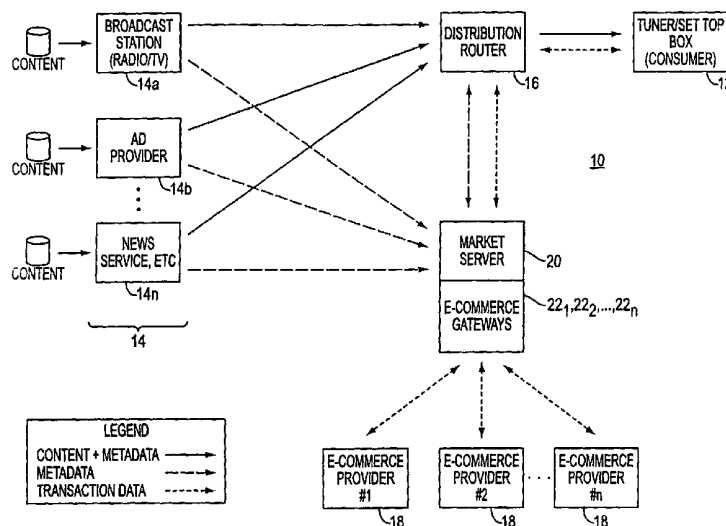 CONTENT
BROADCAST
STATION
(RADIO/TV)
14a
CONTENT
AD
PROVIDER
14b
CONTENT
NEWS
SERVICE, ETC
14n
14
DISTRIBUTION
ROUTER
16
TUNER/SET TOP
BOX
(CONSUMER)
10
MARKET
SERVER
20
E-COMMERCE
GATEWAYS
22₁,22₂,...,22ₙ
LEGEND
CONTENT + METADATA
METADATA
TRANSACTION DATA
E-COMMERCE
PROVIDER
#1
18
E-COMMERCE
PROVIDER
#2
18
E-COMMERCE
PROVIDER
#n
18